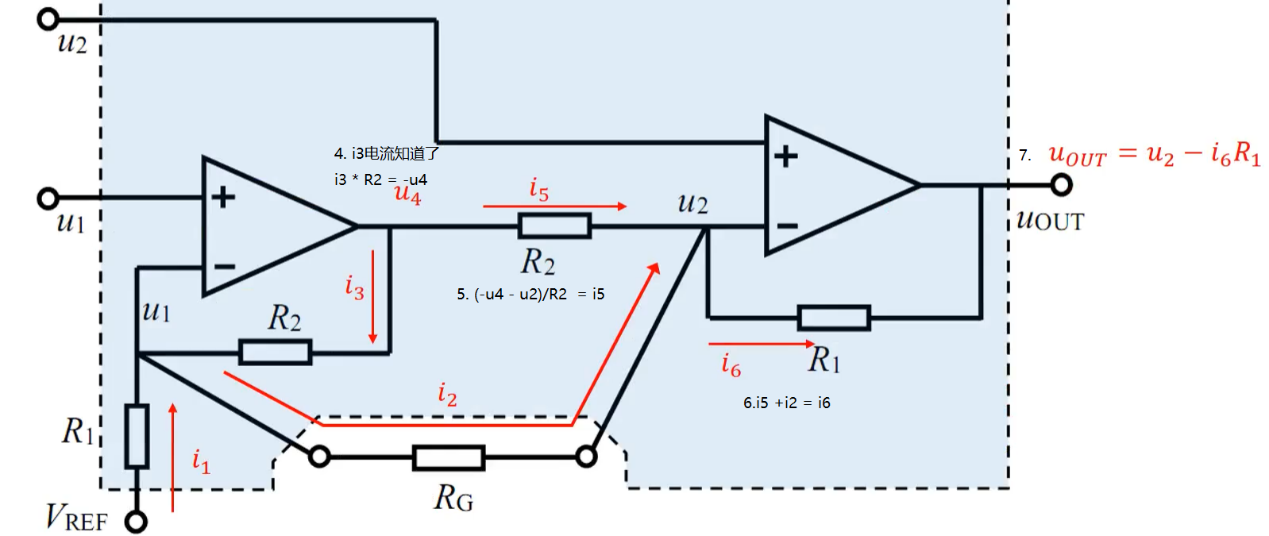 u2
4. i3电流知道了
i3 * R2 = -u4
7. uOUT = u2 − i6R1
+
+
u4
i5
u2
u1
uOUT
−
−
R2
i3
5. (-u4 - u2)/R2 = i5
u1
R2
i6
R1
i2
6.i5 +i2 = i6
R1
i1
RG
VREF